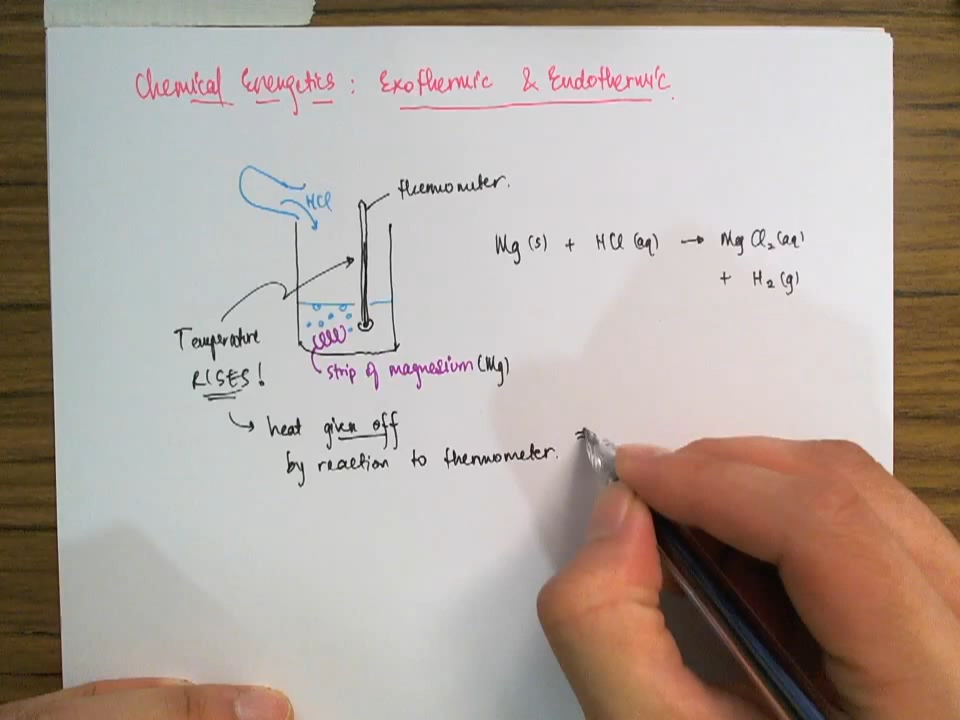 Chemical Energetics : Exothermic & Endothermic.
HCl
thermometer.
Mg (s) + HCl (aq) → MgCl₂(aq)
+ H₂(g)
Temperature
RISES!
strip of magnesium (Mg)
heat given off
by reaction to thermometer.